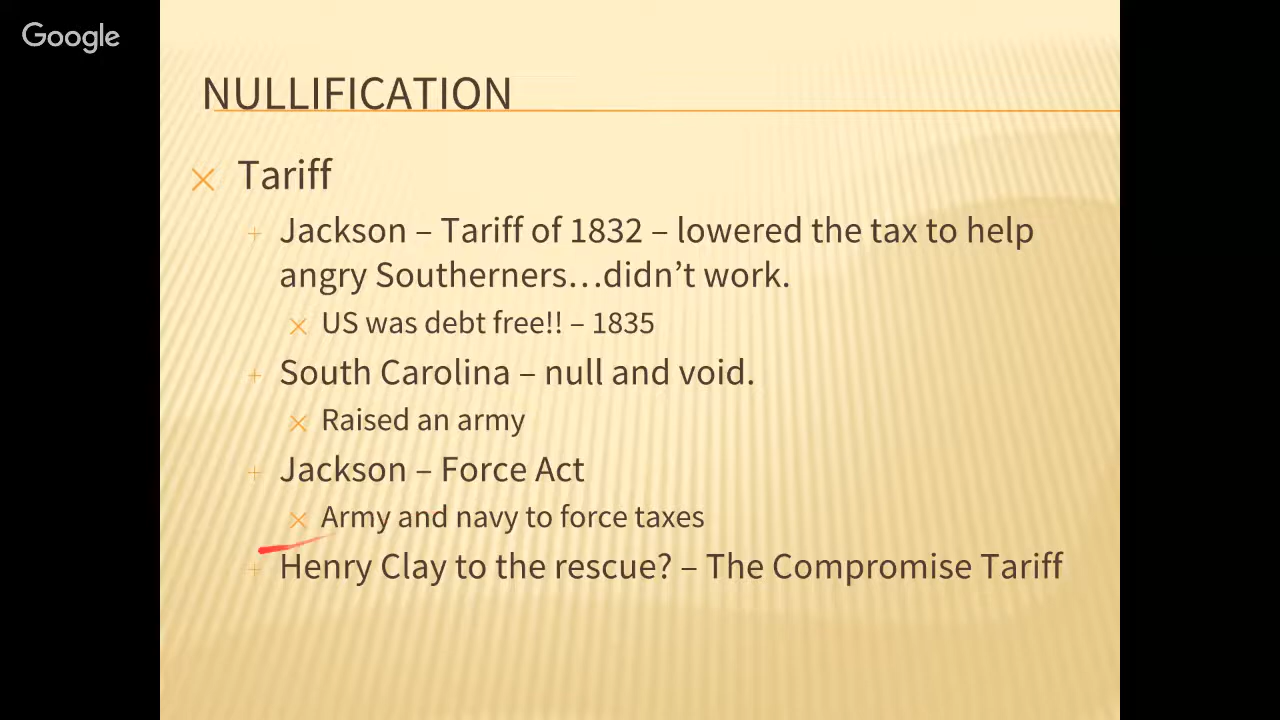 Google
NULLIFICATION
Tariff
Jackson – Tariff of 1832 – lowered the tax to help
angry Southerners…didn’t work.
US was debt free!! – 1835
South Carolina – null and void.
Raised an army
Jackson – Force Act
Army and navy to force taxes
Henry Clay to the rescue? – The Compromise Tariff